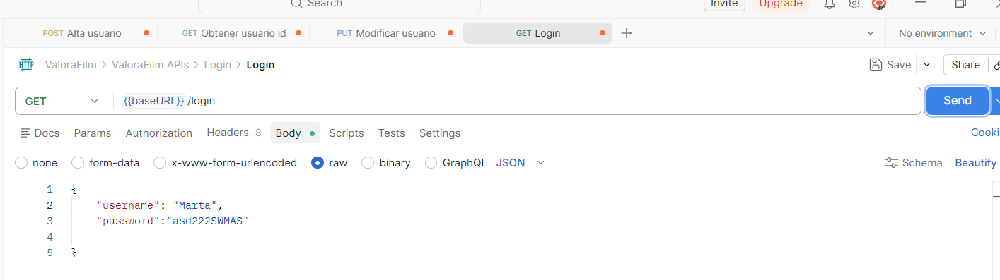 Search
Invite
Upgrade
POST Alta usuario
GET Obtener usuario id
PUT Modificar usuario
GET Login
No environment
HTTP
ValoraFilm > ValoraFilm APIs > Login > Login
Save
Share
GET
{{baseURL}}/login
Send
Docs
Params
Authorization
Headers 8
Body
Scripts
Tests
Settings
Cooki
none
form-data
x-www-form-urlencoded
raw
binary
GraphQL
JSON
Schema
Beautify
1 {
2 "username": "Marta",
3 "password":"asd222SWMAS"
4
5 }